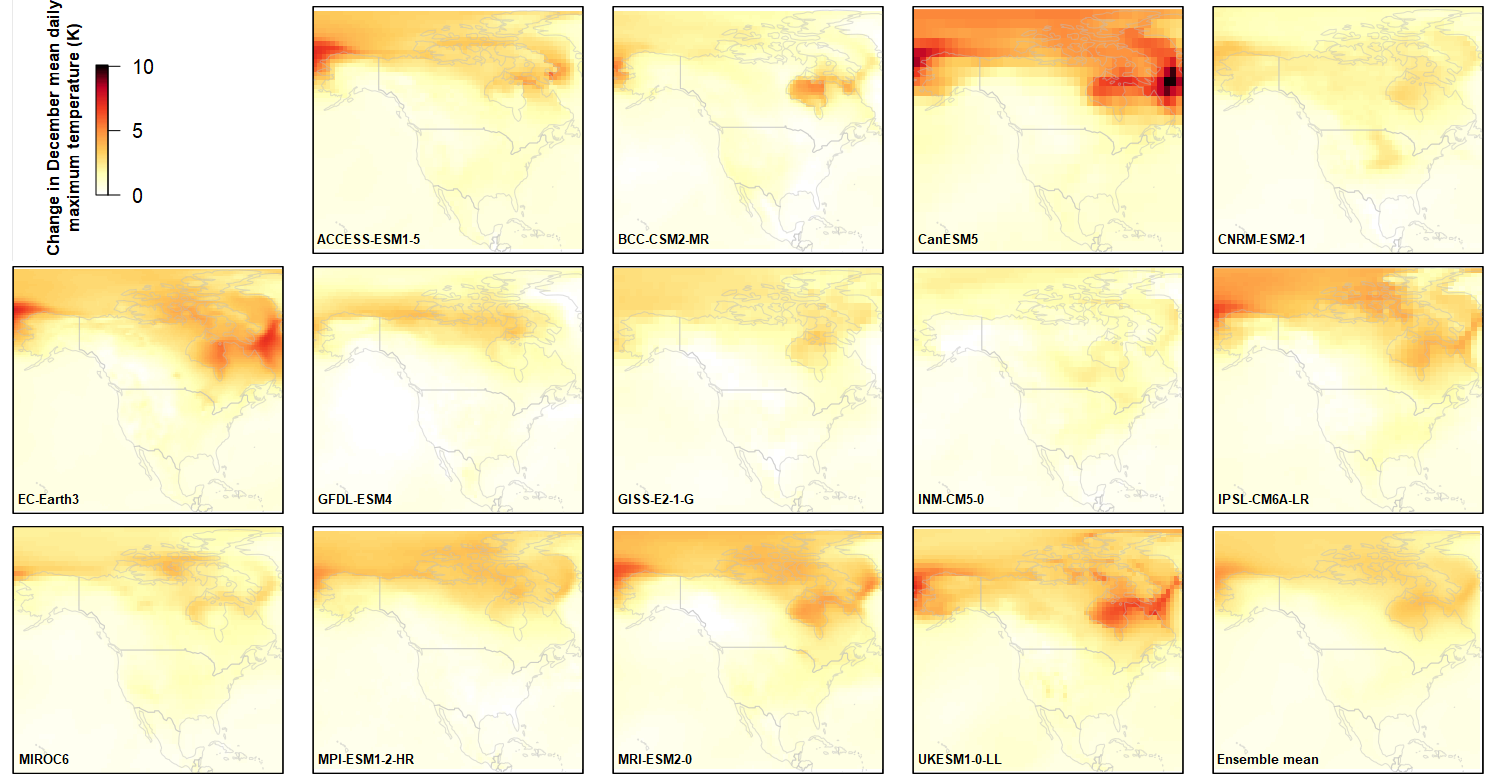 Change in December mean daily
maximum temperature (K)
10
5
0
ACCESS-ESM1-5
BCC-CSM2-MR
CanESM5
CNRM-ESM2-1
EC-Earth3
GFDL-ESM4
GISS-E2-1-G
INM-CM5-0
IPSL-CM6A-LR
MIROC6
MPI-ESM1-2-HR
MRI-ESM2-0
UKESM1-0-LL
Ensemble mean